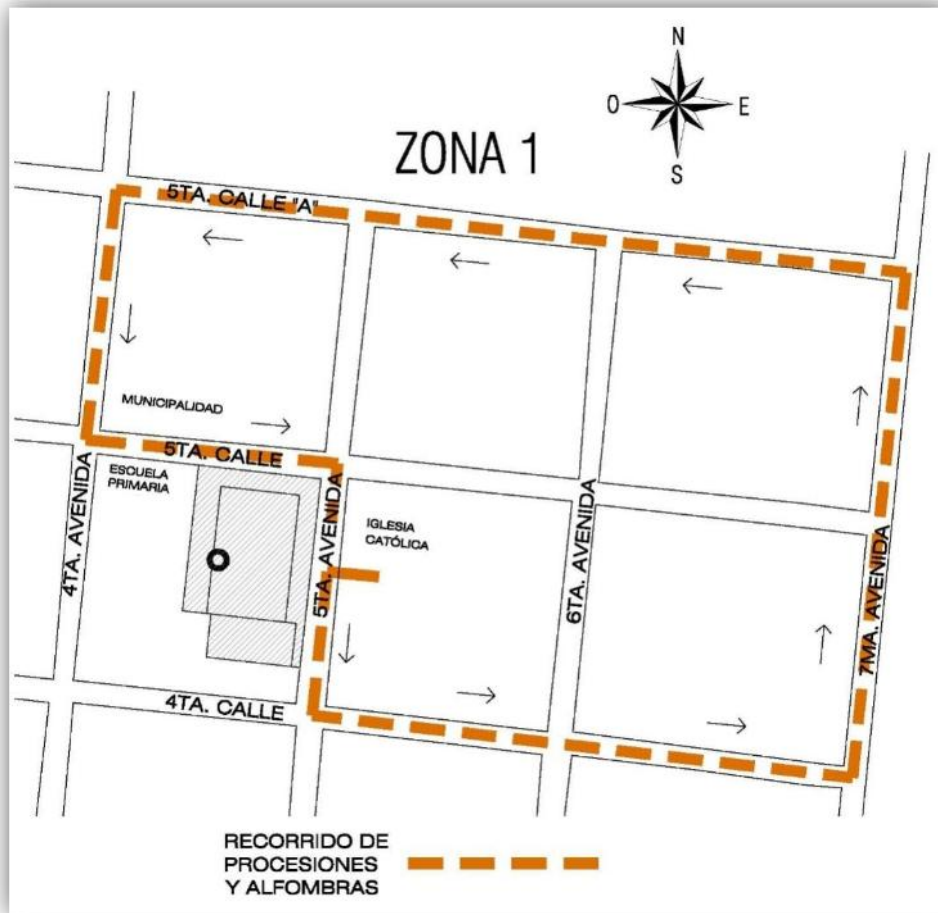 N
O
E
S
ZONA 1
5TA. CALLE "A"
MUNICIPALIDAD
5TA. CALLE
ESCUELA
PRIMARIA
4TA. AVENIDA
5TA. AVENIDA
IGLESIA
CATÓLICA
6TA. AVENIDA
7MA. AVENIDA
4TA. CALLE
RECORRIDO DE
PROCESIONES
Y ALFOMBRAS